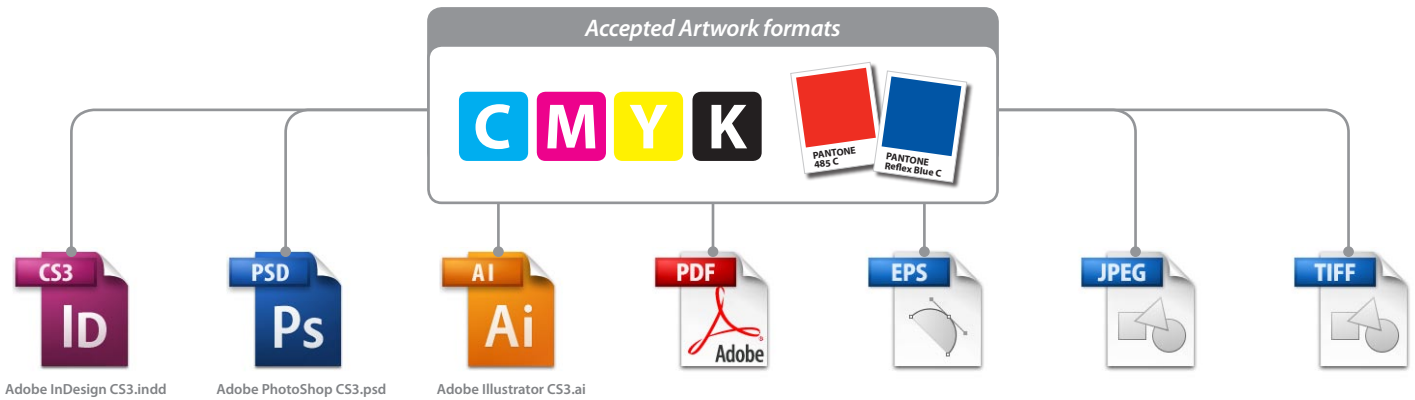 Accepted Artwork formats
C M Y K
PANTONE
485 C
PANTONE
Reflex Blue C
CS3
ID
PSD
Ps
AI
Ai
PDF
Adobe
EPS
JPEG
TIFF
Adobe InDesign CS3.indd
Adobe PhotoShop CS3.psd
Adobe Illustrator CS3.ai